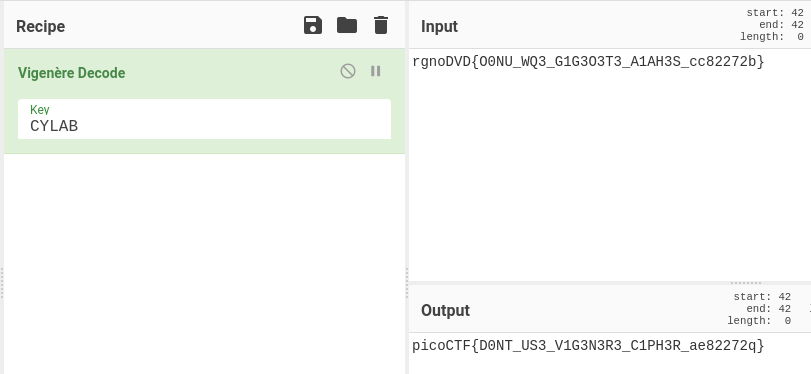 Recipe
Vigenère Decode
Key
CYLAB
Input
start: 42
end: 42
length: 0
rgnoDVD{O0NU_WQ3_G1G3O3T3_A1AH3S_cc82272b}
Output
start: 42
end: 42
length: 0
picoCTF{D0NT_US3_V1G3N3R3_C1PH3R_ae82272q}